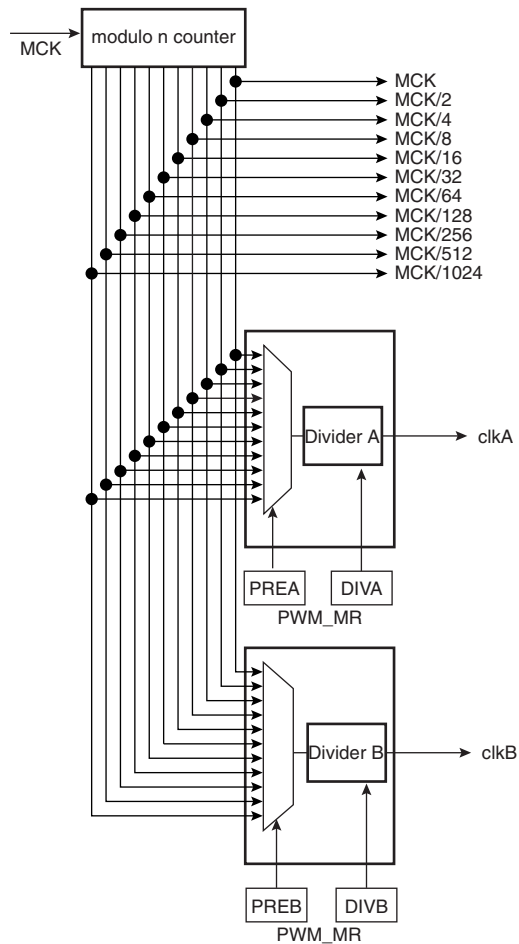 modulo n counter
MCK
MCK
MCK/2
MCK/4
MCK/8
MCK/16
MCK/32
MCK/64
MCK/128
MCK/256
MCK/512
MCK/1024
Divider A
clkA
PREA
DIVA
PWM_MR
Divider B
clkB
PREB
DIVB
PWM_MR